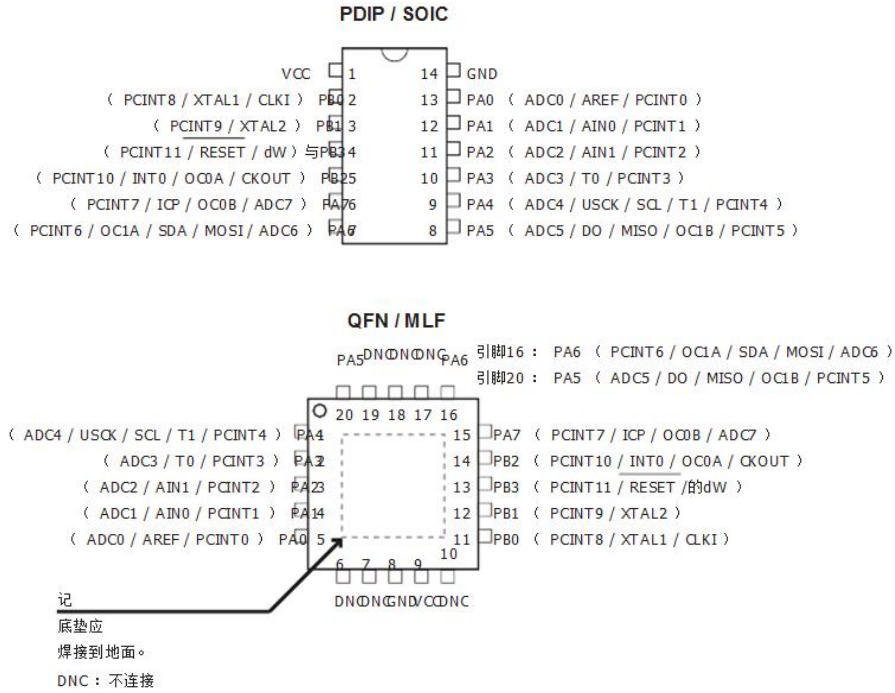 PDIP / SOIC
VCC 1 14 GND
( PCINT8 / XTAL1 / CLKI ) PB0 2 13 PA0 ( ADC0 / AREF / PCINT0 )
( PCINT9 / XTAL2 ) PB1 3 12 PA1 ( ADC1 / AIN0 / PCINT1 )
( PCINT11 / RESET / dW ) 与PB3 4 11 PA2 ( ADC2 / AIN1 / PCINT2 )
( PCINT10 / INT0 / OC0A / CKOUT ) PB2 5 10 PA3 ( ADC3 / T0 / PCINT3 )
( PCINT7 / ICP / OC0B / ADC7 ) PA7 6 9 PA4 ( ADC4 / USCK / SCL / T1 / PCINT4 )
( PCINT6 / OC1A / SDA / MOSI / ADC6 ) PA6 7 8 PA5 ( ADC5 / DO / MISO / OC1B / PCINT5 )
QFN / MLF
引脚16 : PA6 ( PCINT6 / OC1A / SDA / MOSI / ADC6 )
PA5 DNC DNC DNC PA6
引脚20 : PA5 ( ADC5 / DO / MISO / OC1B / PCINT5 )
20 19 18 17 16
( ADC4 / USCK / SCL / T1 / PCINT4 ) PA4 1 15 PA7 ( PCINT7 / ICP / OC0B / ADC7 )
( ADC3 / T0 / PCINT3 ) PA3 2 14 PB2 ( PCINT10 / INT0 / OC0A / CKOUT )
( ADC2 / AIN1 / PCINT2 ) PA2 3 13 PB3 ( PCINT11 / RESET /的dW )
( ADC1 / AIN0 / PCINT1 ) PA1 4 12 PB1 ( PCINT9 / XTAL2 )
( ADC0 / AREF / PCINT0 ) PA0 5 11 PB0 ( PCINT8 / XTAL1 / CLKI )
6 7 8 9 10
DNC DNC GND VCC DNC
记
底垫应
焊接到地面。
DNC : 不连接